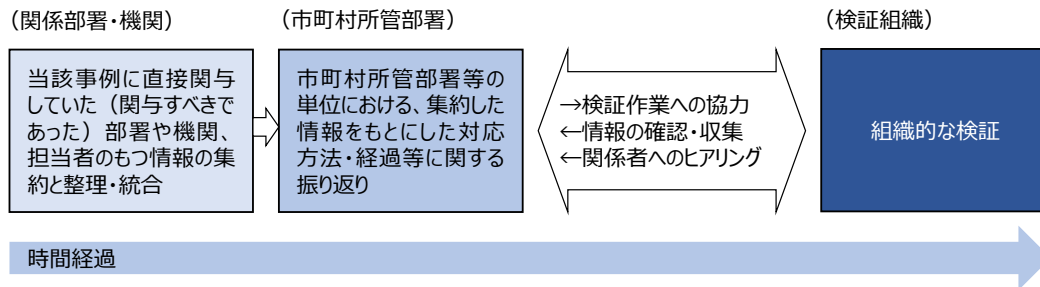 （関係部署・機関）
（市町村所管部署）
（検証組織）
当該事例に直接関与
していた（関与すべきで
あった）部署や機関、
担当者のもつ情報の集
約と整理・統合
市町村所管部署等の
単位における、集約した
情報をもとにした対応
方法・経過等に関する
振り返り
→検証作業への協力
←情報の確認・収集
←関係者へのヒアリング
組織的な検証
時間経過